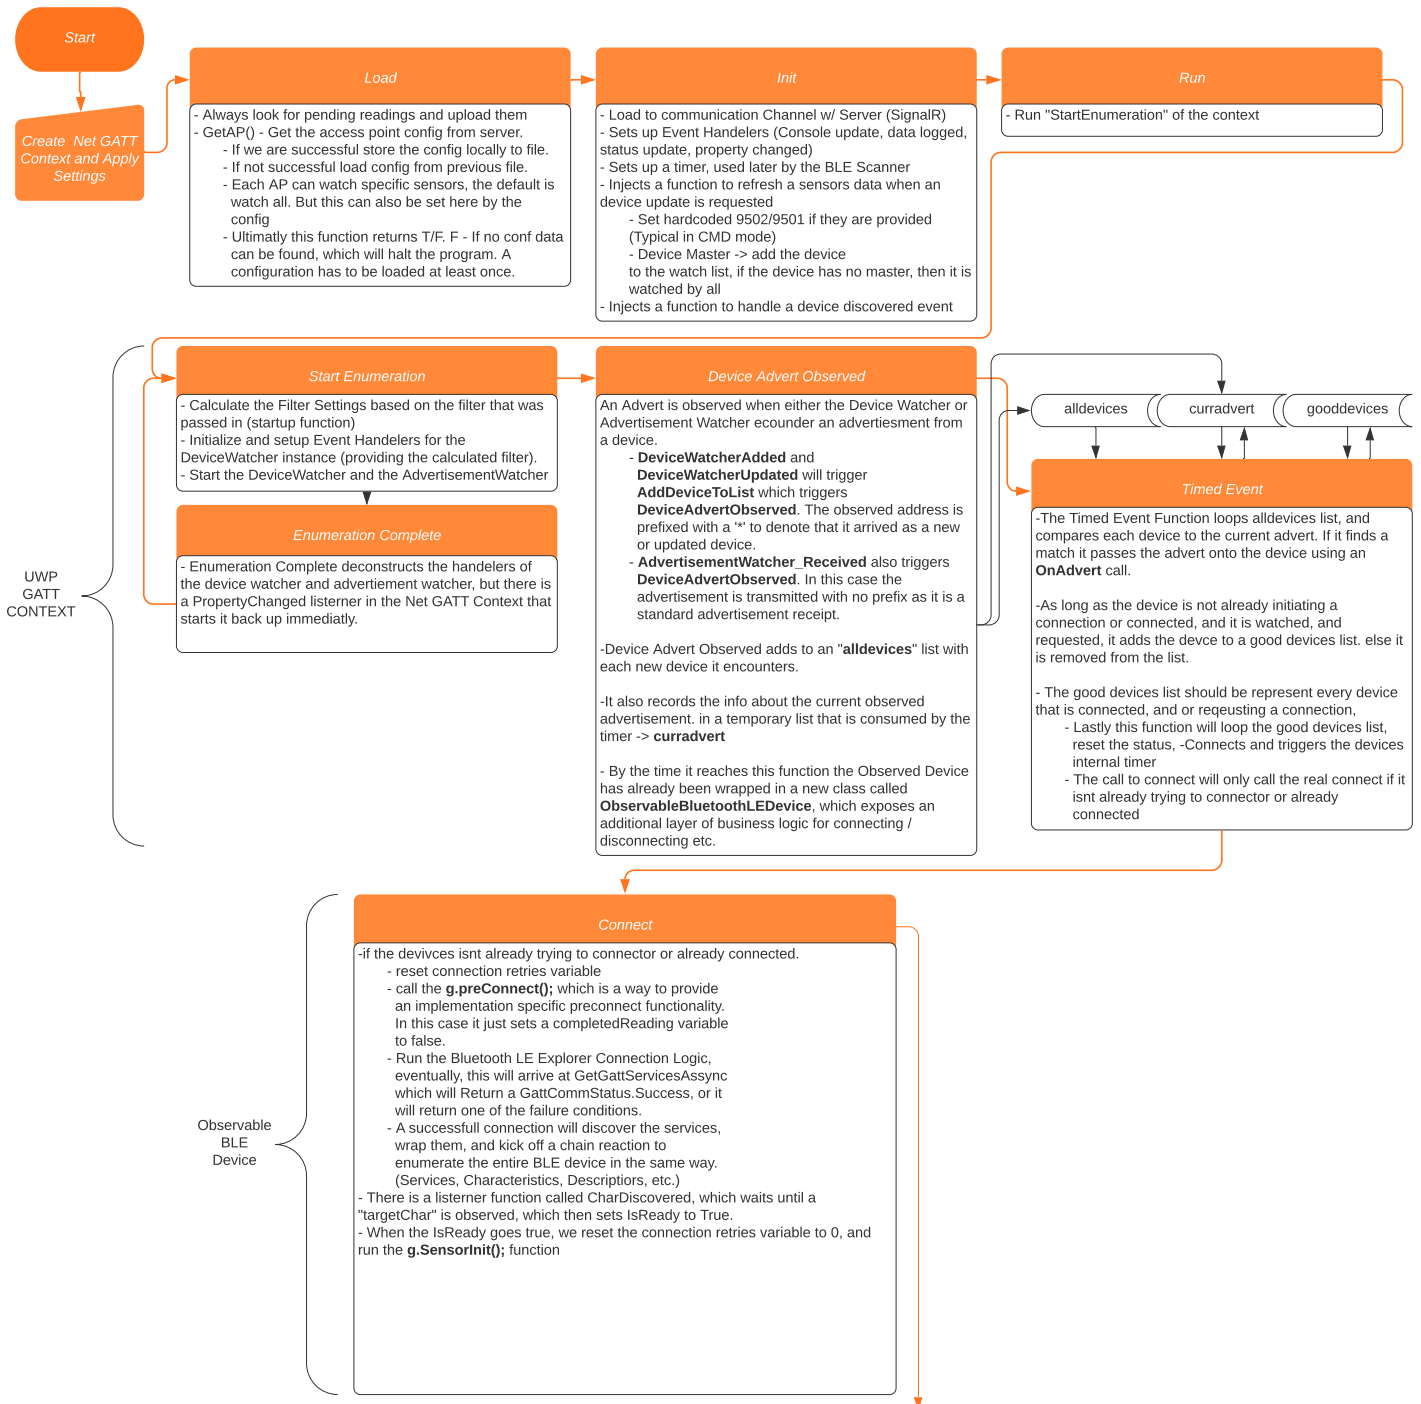 Start
Create  Net GATT
Context and Apply
Settings
Load
- Always look for pending readings and upload them
- GetAP() - Get the access point config from server.
- If we are successful store the config locally to file.
- If not successful load config from previous file.
- Each AP can watch specific sensors, the default is
watch all. But this can also be set here by the
config
- Ultimatly this function returns T/F. F - If no conf data
can be found, which will halt the program. A
configuration has to be loaded at least once.
Init
- Load to communication Channel w/ Server (SignalR)
- Sets up Event Handelers (Console update, data logged,
status update, property changed)
- Sets up a timer, used later by the BLE Scanner
- Injects a function to refresh a sensors data when an
device update is requested
- Set hardcoded 9502/9501 if they are provided
(Typical in CMD mode)
- Device Master -> add the device
to the watch list, if the device has no master, then it is
watched by all
- Injects a function to handle a device discovered event
Run
- Run "StartEnumeration" of the context
UWP
GATT
CONTEXT
Start Enumeration
- Calculate the Filter Settings based on the filter that was
passed in (startup function)
- Initialize and setup Event Handelers for the
DeviceWatcher instance (providing the calculated filter).
- Start the DeviceWatcher and the AdvertisementWatcher
Enumeration Complete
- Enumeration Complete deconstructs the handelers of
the device watcher and advertiement watcher, but there is
a PropertyChanged listerner in the Net GATT Context that
starts it back up immediatly.
Device Advert Observed
An Advert is observed when either the Device Watcher or
Advertisement Watcher ecounder an advertiesment from
a device.
- DeviceWatcherAdded and
DeviceWatcherUpdated will trigger
AddDeviceToList which triggers
DeviceAdvertObserved. The observed address is
prefixed with a '*' to denote that it arrived as a new
or updated device.
- AdvertisementWatcher_Received also triggers
DeviceAdvertObserved. In this case the
advertisement is transmitted with no prefix as it is a
standard advertisement receipt.
-Device Advert Observed adds to an "alldevices" list with
each new device it encounters.
-It also records the info about the current observed
advertisement. in a temporary list that is consumed by the
timer -> curradvert
- By the time it reaches this function the Observed Device
has already been wrapped in a new class called
ObservableBluetoothLEDevice, which exposes an
additional layer of business logic for connecting /
disconnecting etc.
alldevices
curradvert
gooddevices
Timed Event
-The Timed Event Function loops alldevices list, and
compares each device to the current advert. If it finds a
match it passes the advert onto the device using an
OnAdvert call.
-As long as the device is not already initiating a
connection or connected, and it is watched, and
requested, it adds the devce to a good devices list. else it
is removed from the list.
- The good devices list should be represent every device
that is connected, and or reqeusting a connection,
- Lastly this function will loop the good devices list,
reset the status, -Connects and triggers the devices
internal timer
- The call to connect will only call the real connect if it
isnt already trying to connector or already
connected
Observable
BLE
Device
Connect
-if the devivces isnt already trying to connector or already connected.
- reset connection retries variable
- call the g.preConnect(); which is a way to provide
an implementation specific preconnect functionality.
In this case it just sets a completedReading variable
to false.
- Run the Bluetooth LE Explorer Connection Logic,
eventually, this will arrive at GetGattServicesAssync
which will Return a GattCommStatus.Success, or it
will return one of the failure conditions.
- A successfull connection will discover the services,
wrap them, and kick off a chain reaction to
enumerate the entire BLE device in the same way.
(Services, Characteristics, Descriptiors, etc.)
- There is a listerner function called CharDiscovered, which waits until a
"targetChar" is observed, which then sets IsReady to True.
- When the IsReady goes true, we reset the connection retries variable to 0, and
run the g.SensorInit(); function